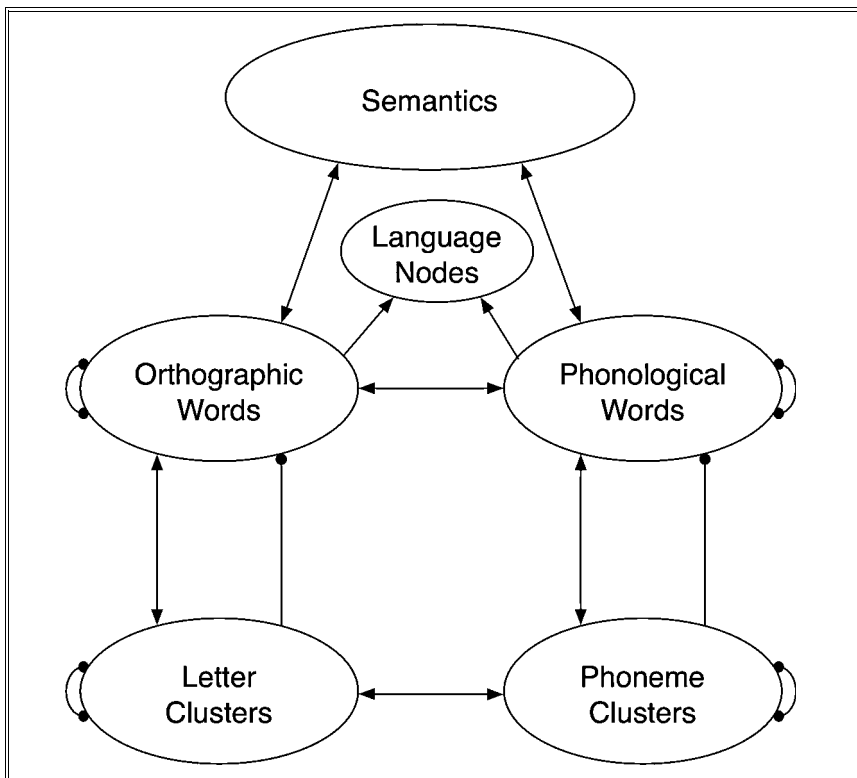 Semantics
Language
Nodes
Orthographic
Words
Phonological
Words
Letter
Clusters
Phoneme
Clusters